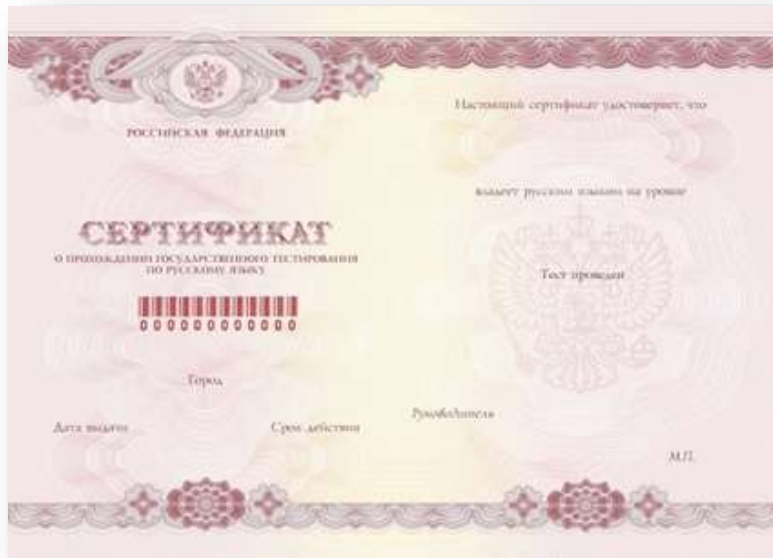 РОССИЙСКАЯ ФЕДЕРАЦИЯ
СЕРТИФИКАТ
О ПРОХОЖДЕНИИ ГОСУДАРСТВЕННОГО ТЕСТИРОВАНИЯ
ПО РУССКОМУ ЯЗЫКУ
000000000000
Город
Дата выдачи
Срок действия
Настоящий сертификат удостоверяет, что
владеет русским языком на уровне
Тест проведен
Руководитель
М.П.